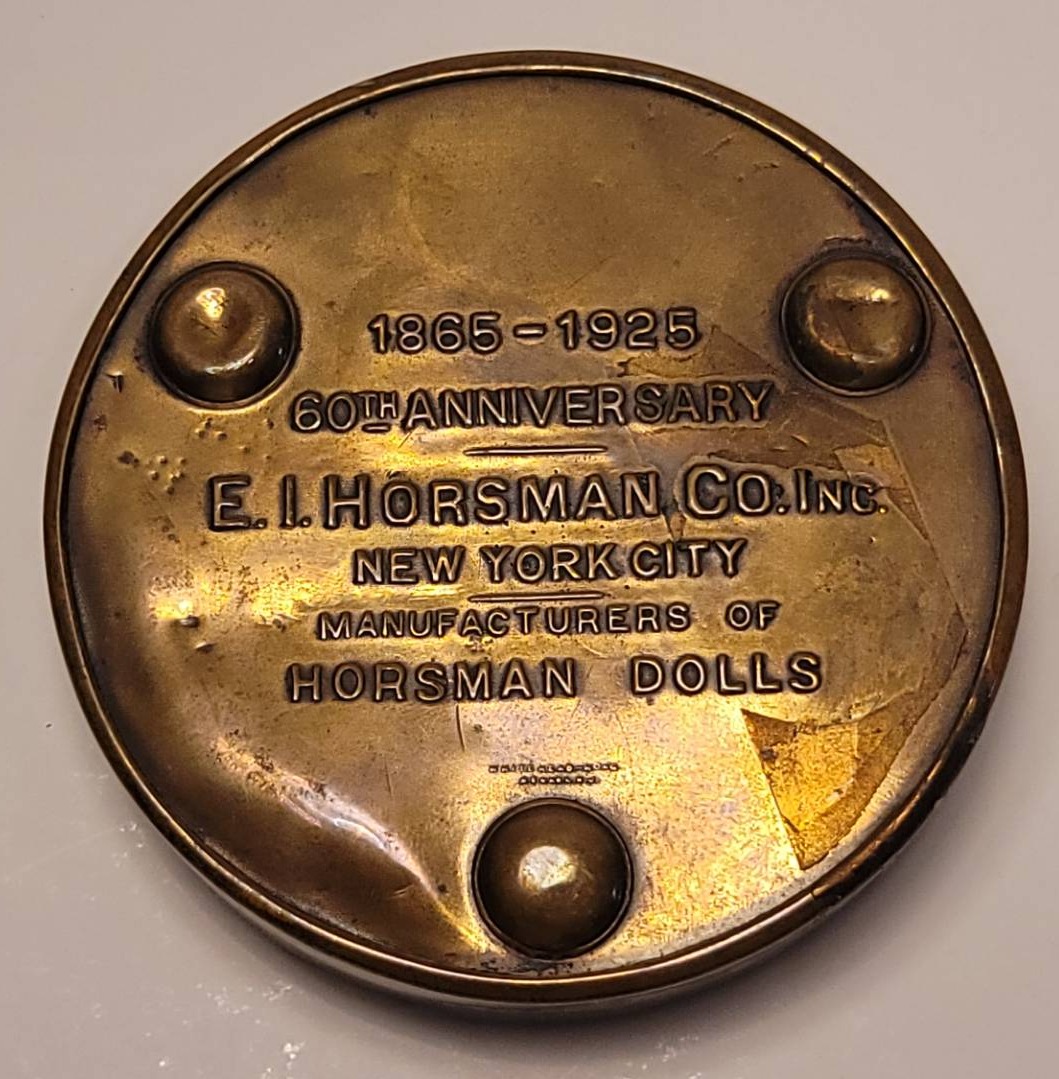 1865-1925
60TH ANNIVERSARY
E. I. HORSMAN CO. INC.
NEW YORK CITY
MANUFACTURERS OF
HORSMAN DOLLS